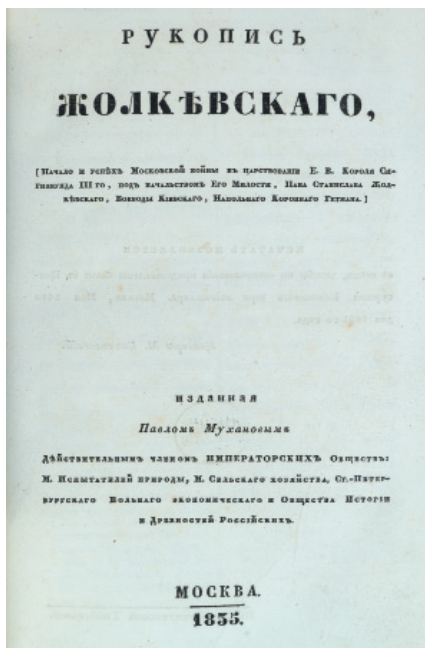 РУКОПИСЬ
ЖОЛКѢВСКАГО,
[Начало и успѣхъ Московской войны въ царствованіи Е. В. Короля Си-
гизмунда III го, подъ начальствомъ Его Милости, Пана Станислава Жол-
кѣвскаго, Воеводы Кіевскаго, Напольнаго Короннаго Гетмана.]
изданная
Павломъ Мухановымъ
Дѣйствительнымъ членомъ ИМПЕРАТОРСКИХЪ Обществъ:
М. Испытателей природы, М. Сельскаго хозяйства, Ст.-Петер-
бургскаго Вольнаго экономическаго и Общества Исторіи
и Древностей Россійскихъ.
МОСКВА.
1835.